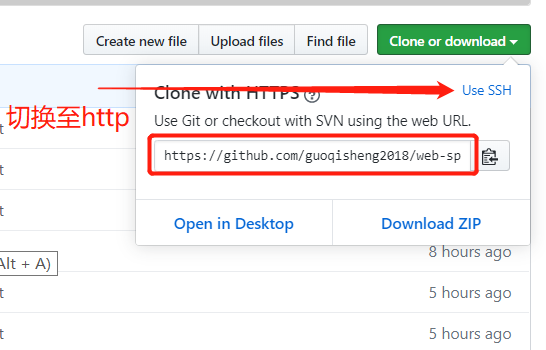 Create new file
Upload files
Find file
Clone or download
Clone with HTTPS
Use SSH
切换至http
Use Git or checkout with SVN using the web URL.
https://github.com/guoqisheng2018/web-sp
Open in Desktop
Download ZIP
8 hours ago
Alt + A)
5 hours ago
5 hours ago